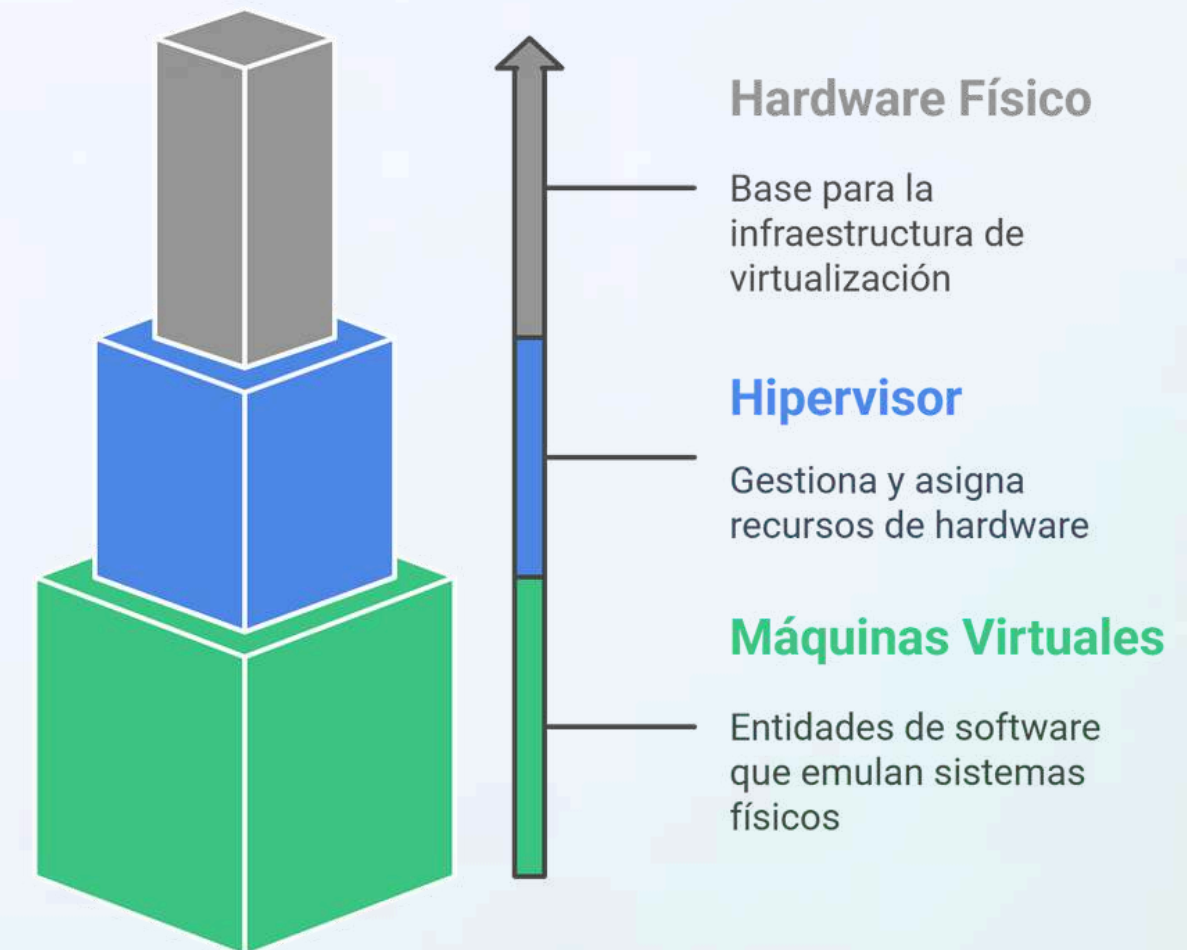 Hardware Físico
Base para la
infraestructura de
virtualización
Hipervisor
Gestiona y asigna
recursos de hardware
Máquinas Virtuales
Entidades de software
que emulan sistemas
físicos